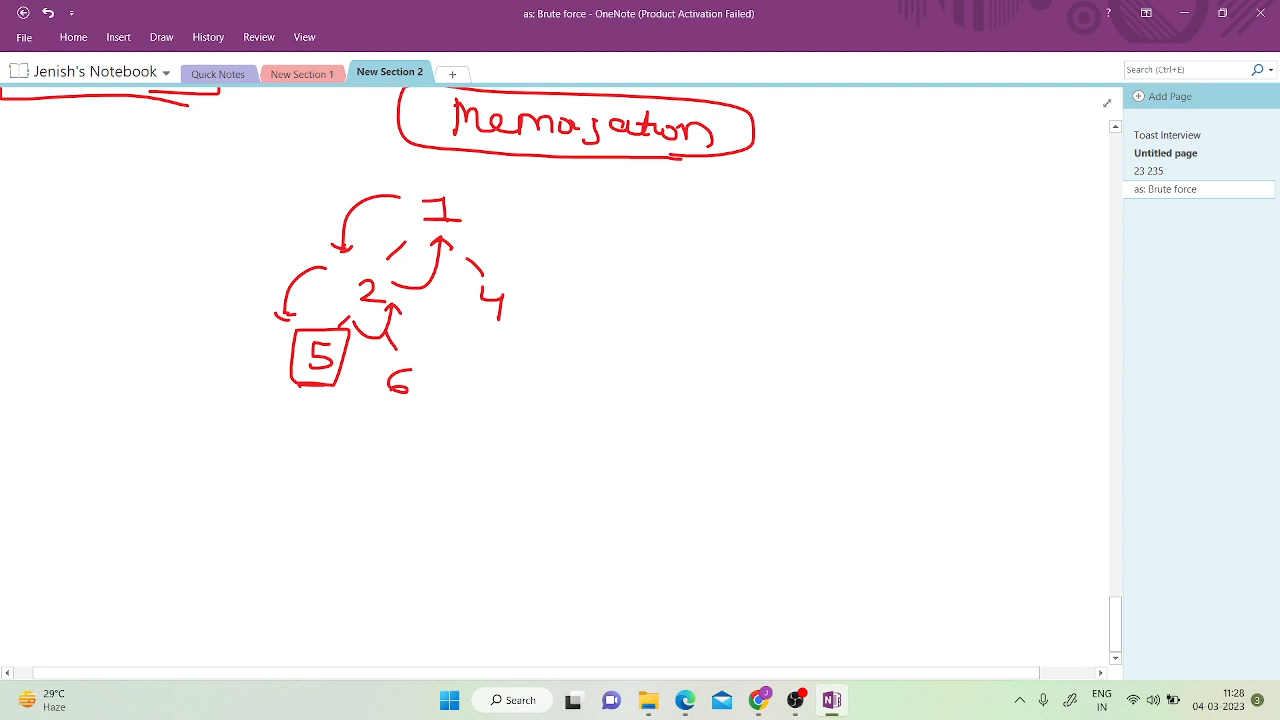 as: Brute force - OneNote (Product Activation Failed)
?
File Home Insert Draw History Review View
Jenish's Notebook
Quick Notes
New Section 1
New Section 2
+
Search (Ctrl+E)
Add Page
Toast Interview
Untitled page
23 235
as: Brute force
Memojation
1
2
4
5
6
29°C
Haze
Search
ENG
IN
11:28
04-03-2023
3